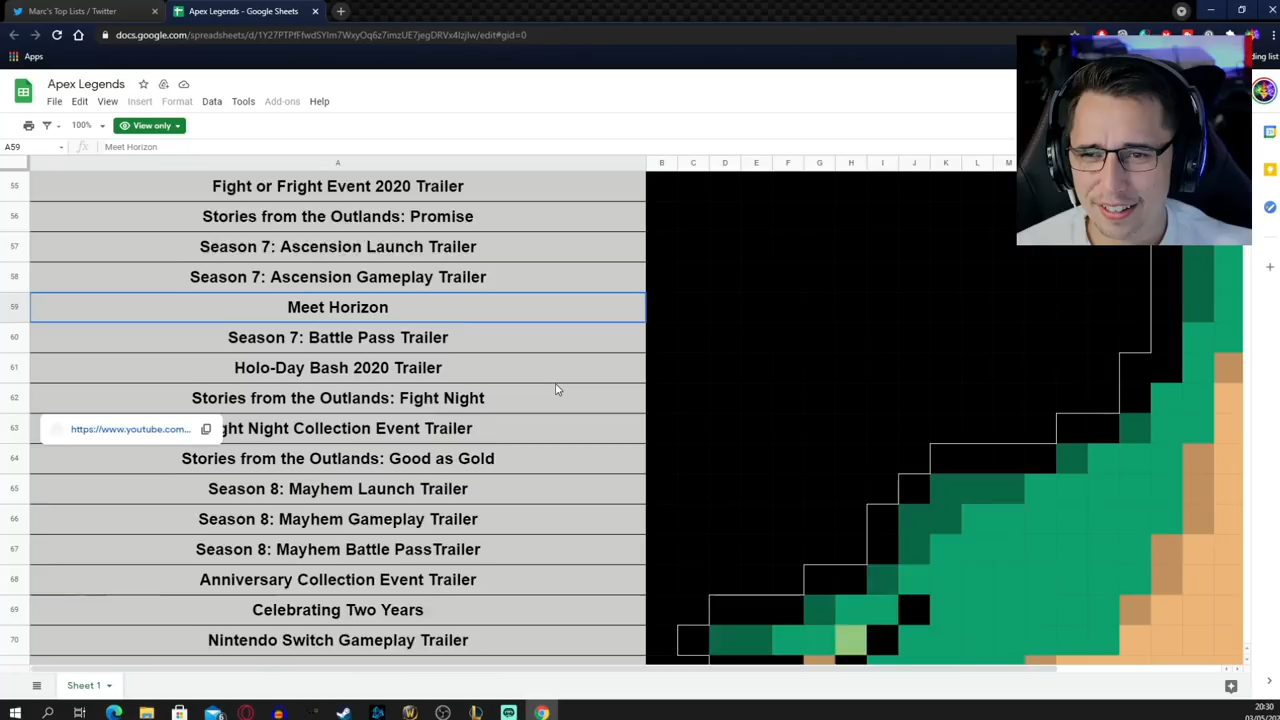 Marc's Top Lists / Twitter
Apex Legends - Google Sheets
docs.google.com/spreadsheets/d/1Y27PTPfFfwdSYlm7WxyOq6z7imzUE7jegDRVx4lzjlw/edit#gid=0
Apps
ding list
Apex Legends
File Edit View Insert Format Data Tools Add-ons Help
100% View only
A59 fx Meet Horizon
A B C D E F G H I J K L M
55 Fight or Fright Event 2020 Trailer
56 Stories from the Outlands: Promise
57 Season 7: Ascension Launch Trailer
58 Season 7: Ascension Gameplay Trailer
59 Meet Horizon
60 Season 7: Battle Pass Trailer
61 Holo-Day Bash 2020 Trailer
62 Stories from the Outlands: Fight Night
63 ght Night Collection Event Trailer
https://www.youtube.com...
64 Stories from the Outlands: Good as Gold
65 Season 8: Mayhem Launch Trailer
66 Season 8: Mayhem Gameplay Trailer
67 Season 8: Mayhem Battle PassTrailer
68 Anniversary Collection Event Trailer
69 Celebrating Two Years
70 Nintendo Switch Gameplay Trailer
Sheet 1
20:30